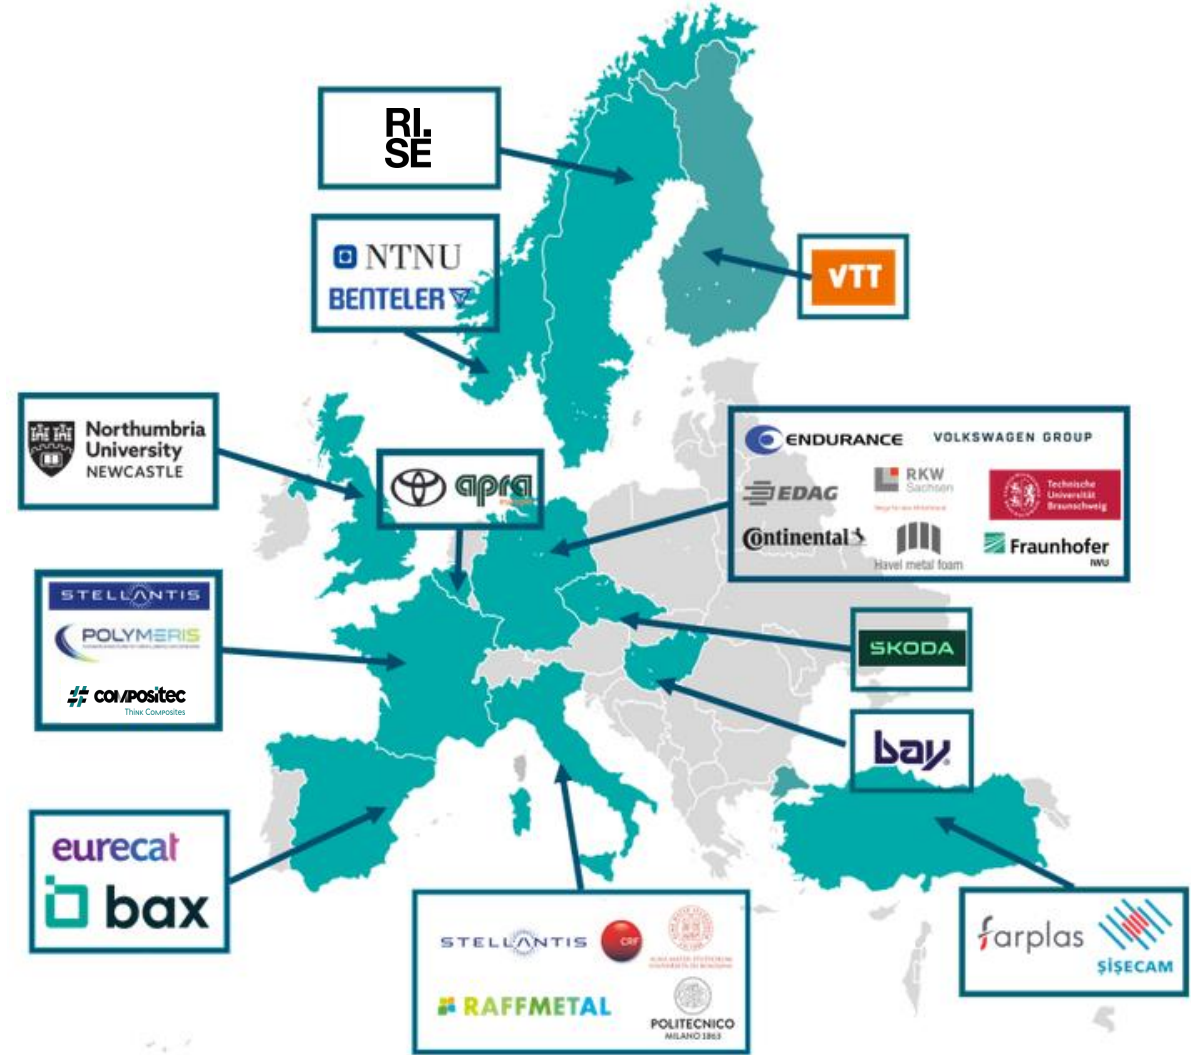 RI.
SE
NTNU
BENTELER
VTT
Northumbria
University
NEWCASTLE
apra
ENDURANCE
VOLKSWAGEN GROUP
EDAG
RKW
Sachsen
Technische
Universität
Braunschweig
Continental
Havel metal foam
Fraunhofer
IWU
STELLANTIS
POLYMERIS
COMPOSITEC
THINK COMPOSITES
ŠKODA
bay
eurecat
bax
STELLANTIS
CRF
RAFFMETAL
POLITECNICO
MILANO 1863
farplas
ŞİŞECAM